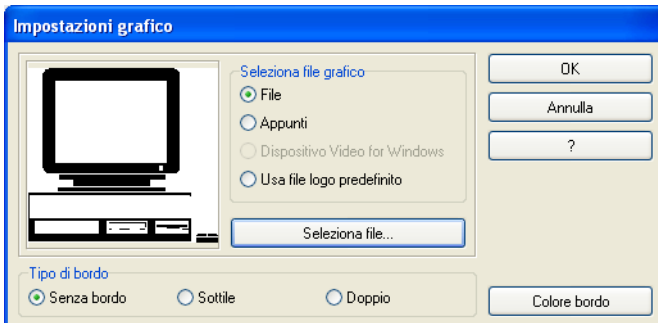 Impostazioni grafico
Seleziona file grafico
File
Appunti
Dispositivo Video for Windows
Usa file logo predefinito
Seleziona file...
OK
Annulla
?
Tipo di bordo
Senza bordo
Sottile
Doppio
Colore bordo